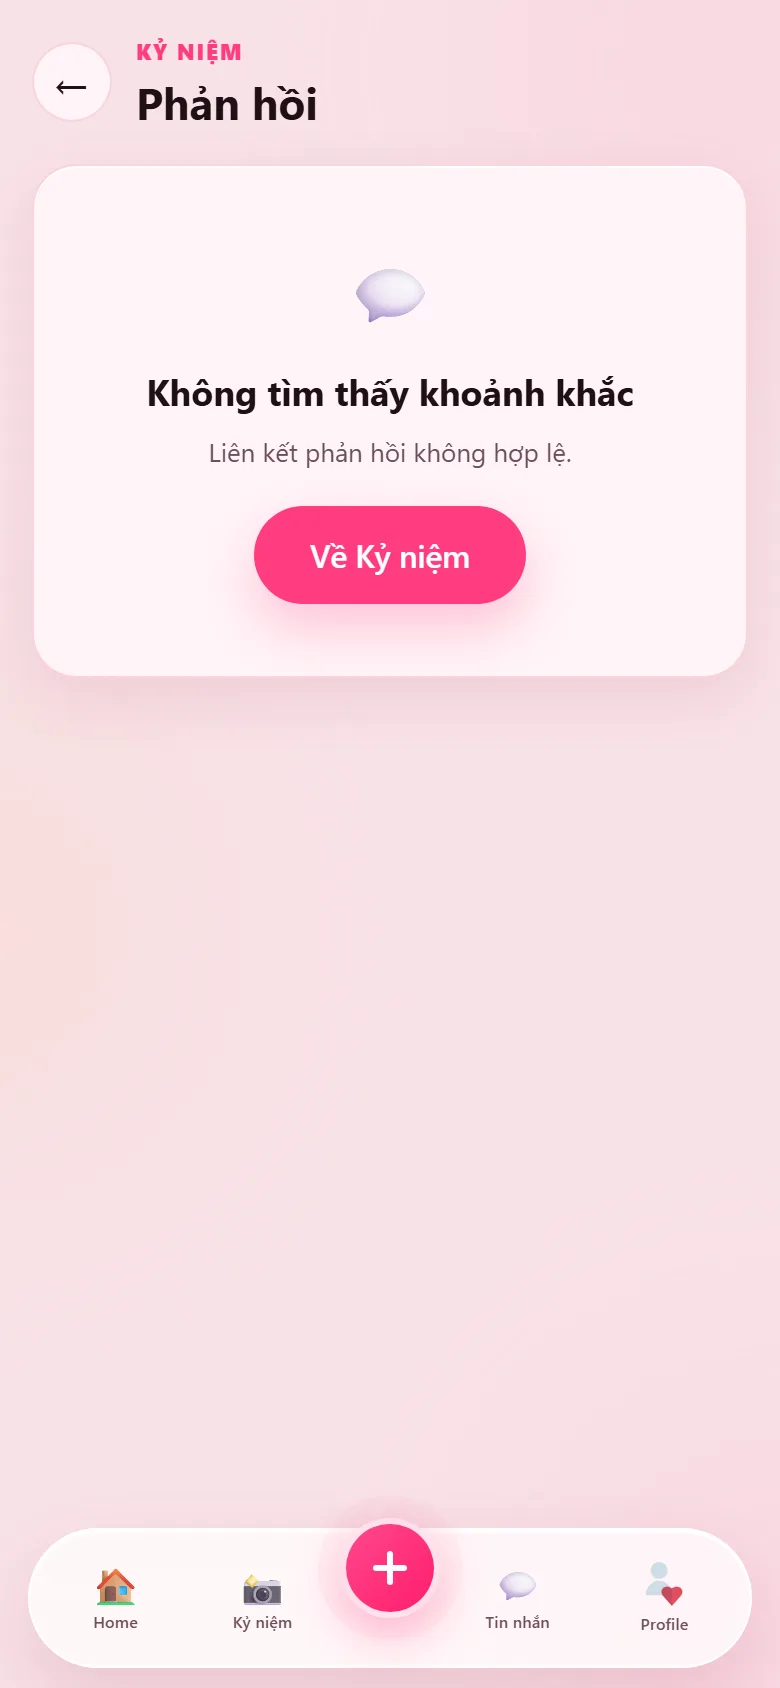 KỶ NIỆM
Phản hồi
Không tìm thấy khoảnh khắc
Liên kết phản hồi không hợp lệ.
Về Kỷ niệm
Home
Kỷ niệm
Tin nhắn
Profile